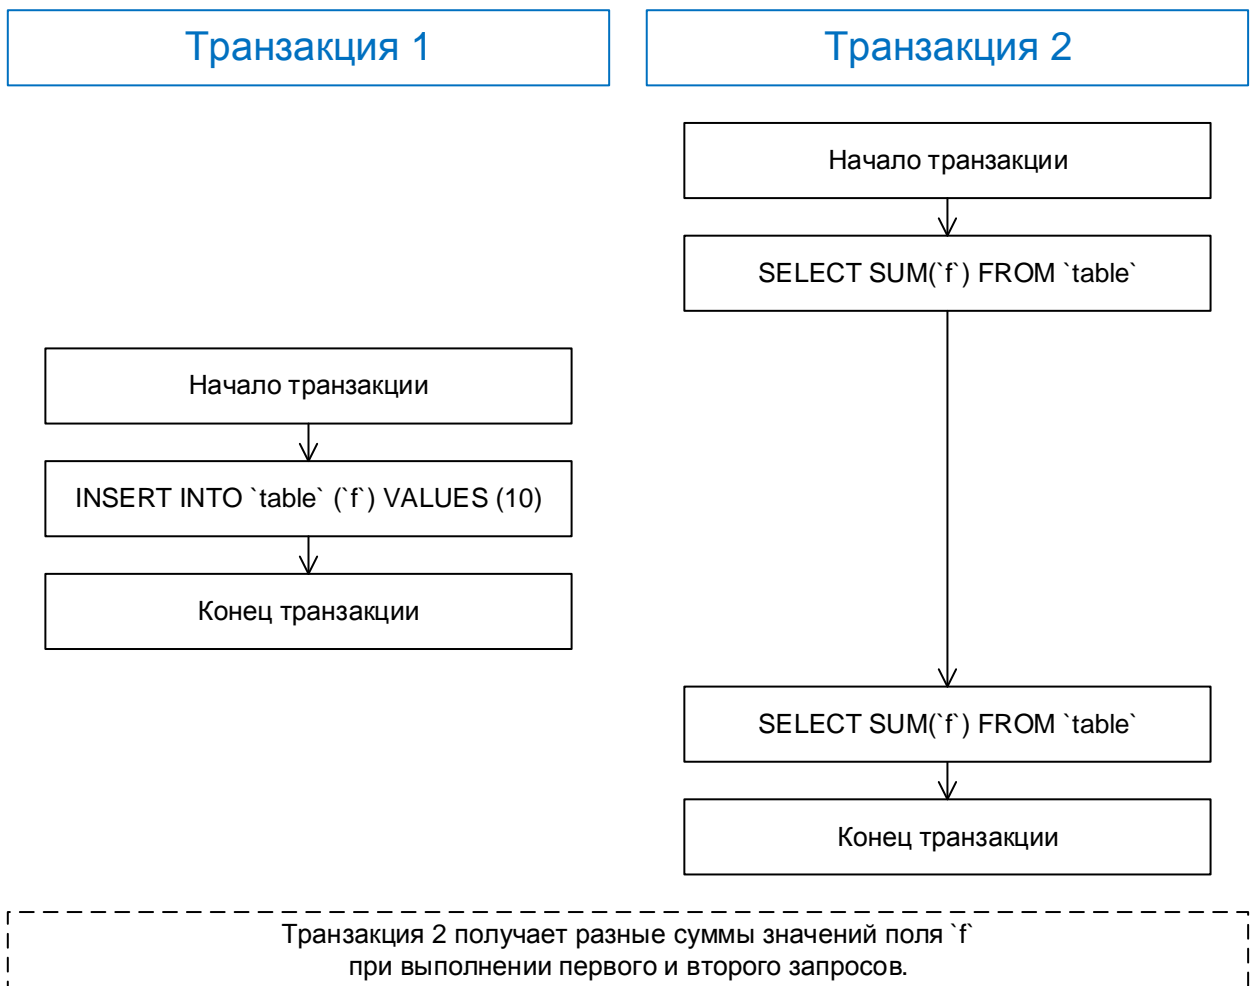 Транзакция 1
Транзакция 2
Начало транзакции
SELECT SUM(`f`) FROM `table`
Начало транзакции
INSERT INTO `table` (`f`) VALUES (10)
Конец транзакции
SELECT SUM(`f`) FROM `table`
Конец транзакции
Транзакция 2 получает разные суммы значений поля `f`
при выполнении первого и второго запросов.